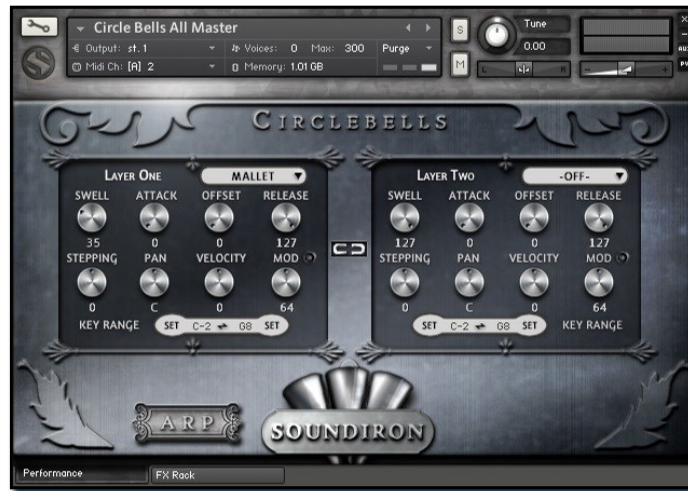 Circle Bells All Master
Output: st.1 Voices: 0 Max: 300 Purge
Midi Ch: [A] 2 Memory: 1.01 GB
S
M
Tune
0.00
L R
- +
X
-
AUX
PV
CIRCLEBELLS
LAYER ONE MALLET
SWELL ATTACK OFFSET RELEASE
35 0 0 127
STEPPING PAN VELOCITY MOD
0 C 0 64
KEY RANGE SET C-2 G8 SET
LAYER TWO -OFF-
SWELL ATTACK OFFSET RELEASE
127 0 0 127
STEPPING PAN VELOCITY MOD
0 C 0 64
SET C-2 G8 SET KEY RANGE
ARP
SOUNDIRON
Performance FX Rack